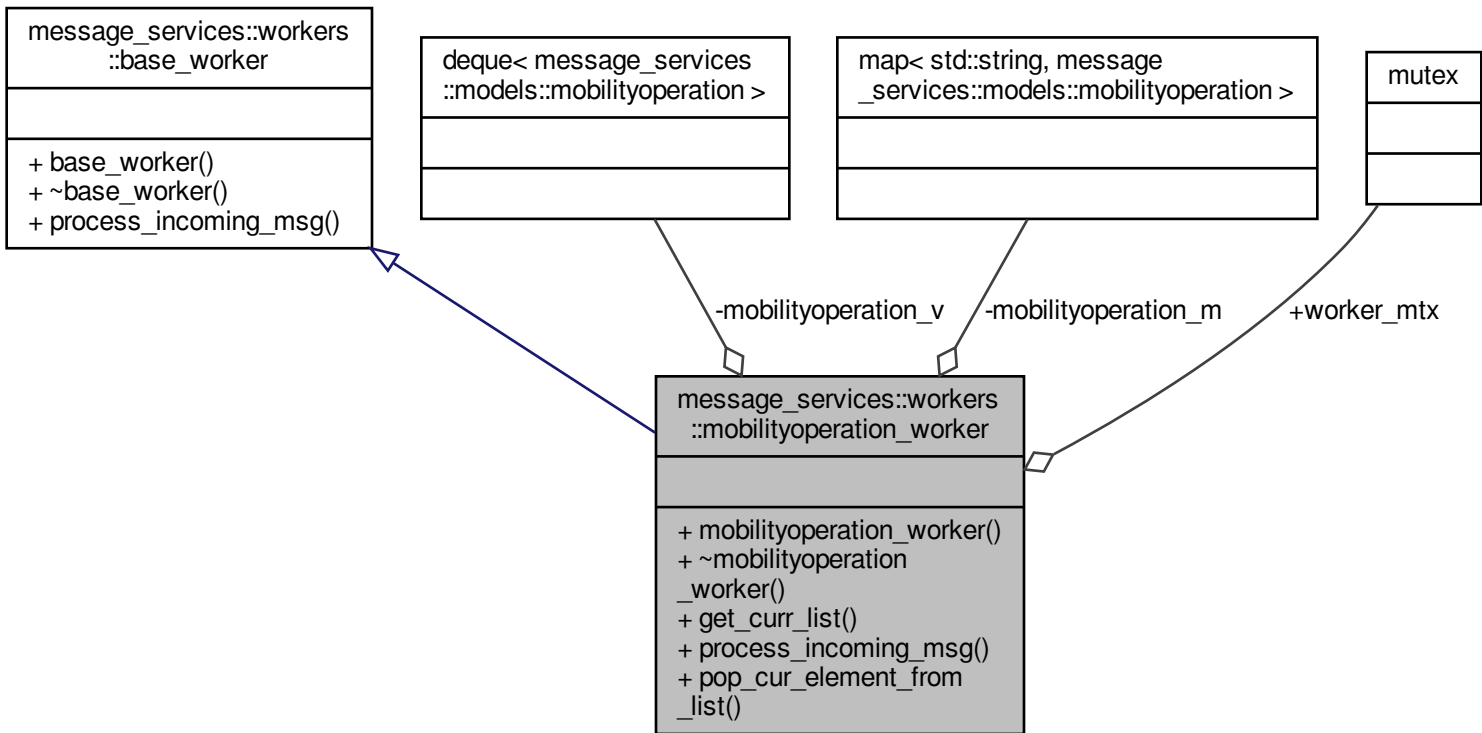 message_services::workers
::base_worker
+ base_worker()
+ ~base_worker()
+ process_incoming_msg()
deque< message_services
::models::mobilityoperation >
map< std::string, message
_services::models::mobilityoperation >
mutex
-mobilityoperation_v
-mobilityoperation_m
+worker_mtx
message_services::workers
::mobilityoperation_worker
+ mobilityoperation_worker()
+ ~mobilityoperation
_worker()
+ get_curr_list()
+ process_incoming_msg()
+ pop_cur_element_from
_list()